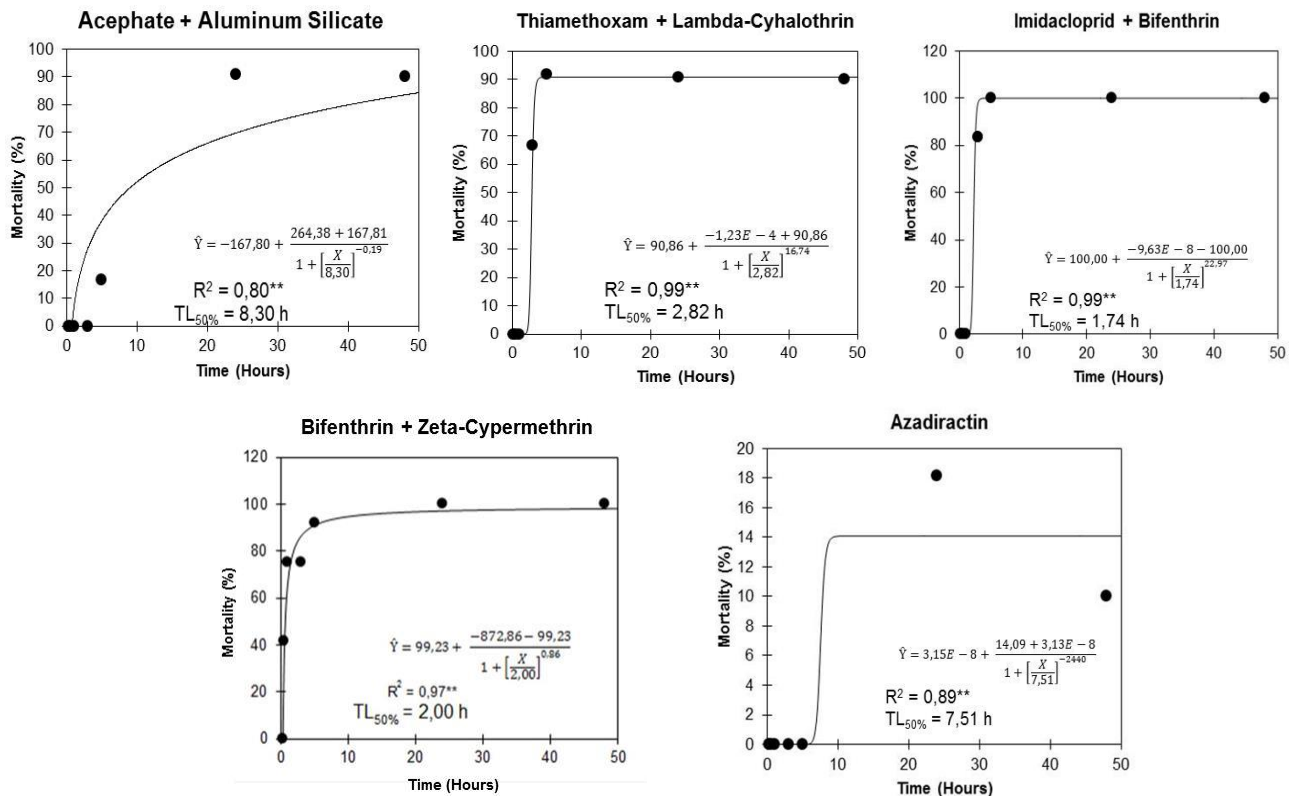 Acephate + Aluminum Silicate
100
90
80
70
60
50
40
30
20
10
0
Mortality (%)
Ŷ = −167,80 + (264,38 + 167,81) / (1 + [X / 8,30]^−0,19)
R² = 0,80**
TL50% = 8,30 h
0 10 20 30 40 50
Time (Hours)
Thiamethoxam + Lambda-Cyhalothrin
100
90
80
70
60
50
40
30
20
10
0
Mortality (%)
Ŷ = 90,86 + (−1,23E − 4 + 90,86) / (1 + [X / 2,82]^16,74)
R² = 0,99**
TL50% = 2,82 h
0 10 20 30 40 50
Time (Hours)
Imidacloprid + Bifenthrin
120
100
80
60
40
20
0
Mortality (%)
Ŷ = 100,00 + (−9,63E − 8 − 100,00) / (1 + [X / 1,74]^22,97)
R² = 0,99**
TL50% = 1,74 h
0 10 20 30 40 50
Time (Hours)
Bifenthrin + Zeta-Cypermethrin
120
100
80
60
40
20
0
Mortality (%)
Ŷ = 99,23 + (−872,86 − 99,23) / (1 + [X / 2,00]^0,86)
R² = 0,97**
TL50% = 2,00 h
0 10 20 30 40 50
Time (Hours)
Azadiractin
20
18
16
14
12
10
8
6
4
2
0
Mortality (%)
Ŷ = 3,15E − 8 + (14,09 + 3,13E − 8) / (1 + [X / 7,51]^−2440)
R² = 0,89**
TL50% = 7,51 h
0 10 20 30 40 50
Time (Hours)